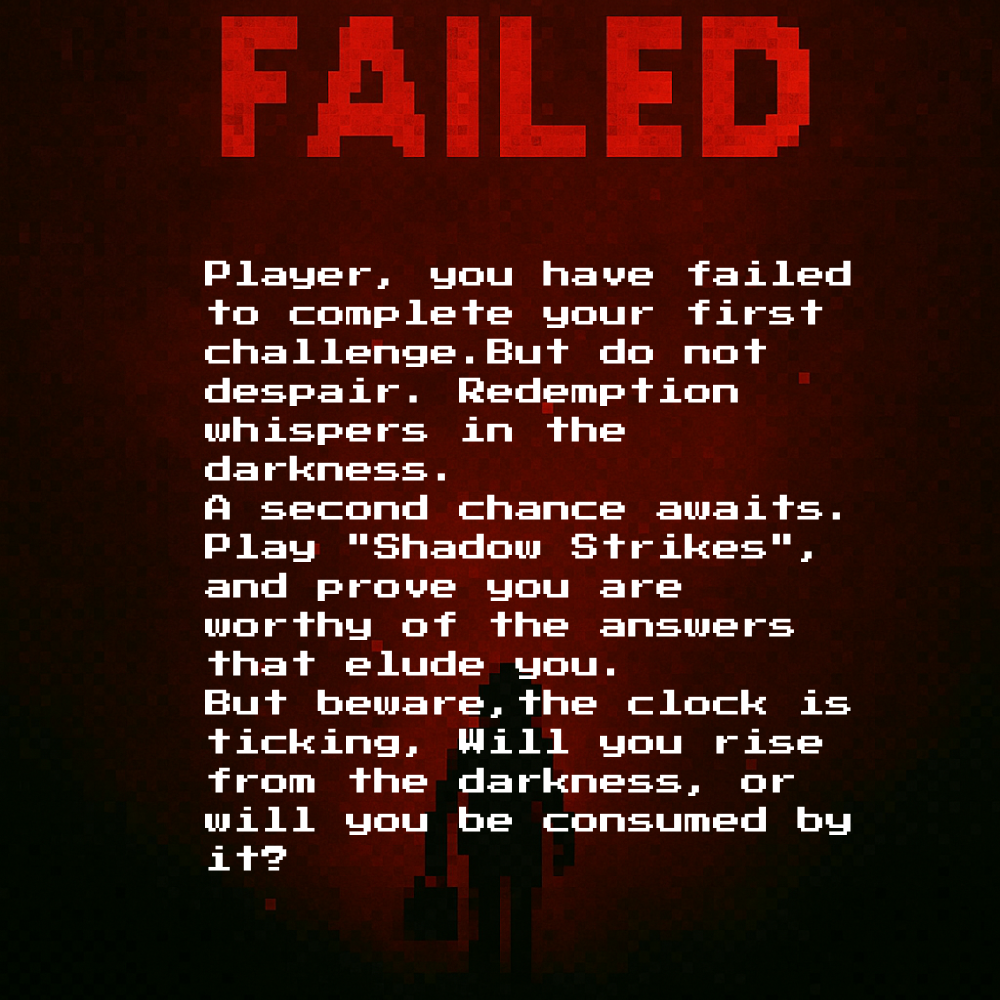 FAILED
Player, you have failed
to complete your first
challenge.But do not
despair. Redemption
whispers in the
darkness.
A second chance awaits.
Play "Shadow Strikes",
and prove you are
worthy of the answers
that elude you.
But beware,the clock is
ticking, Will you rise
from the darkness, or
will you be consumed by
it?